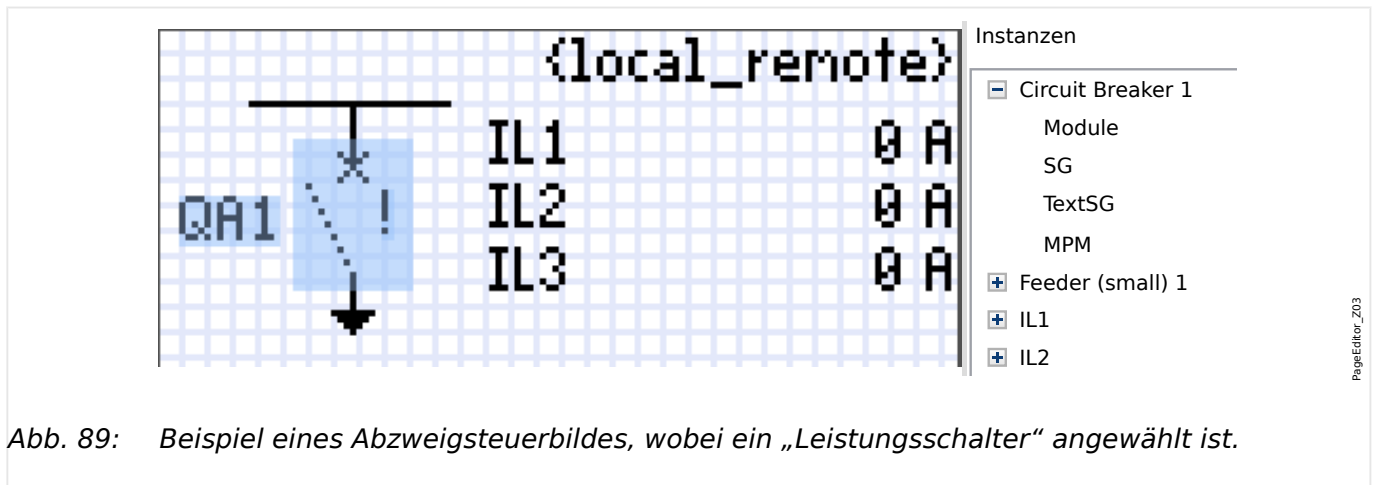 {local_remote}
IL1 0 A
QA1 ! IL2 0 A
IL3 0 A
Instanzen
Circuit Breaker 1
Module
SG
TextSG
MPM
Feeder (small) 1
IL1
IL2
PageEditor_Z03
Abb. 89: Beispiel eines Abzweigsteuerbildes, wobei ein „Leistungsschalter“ angewählt ist.